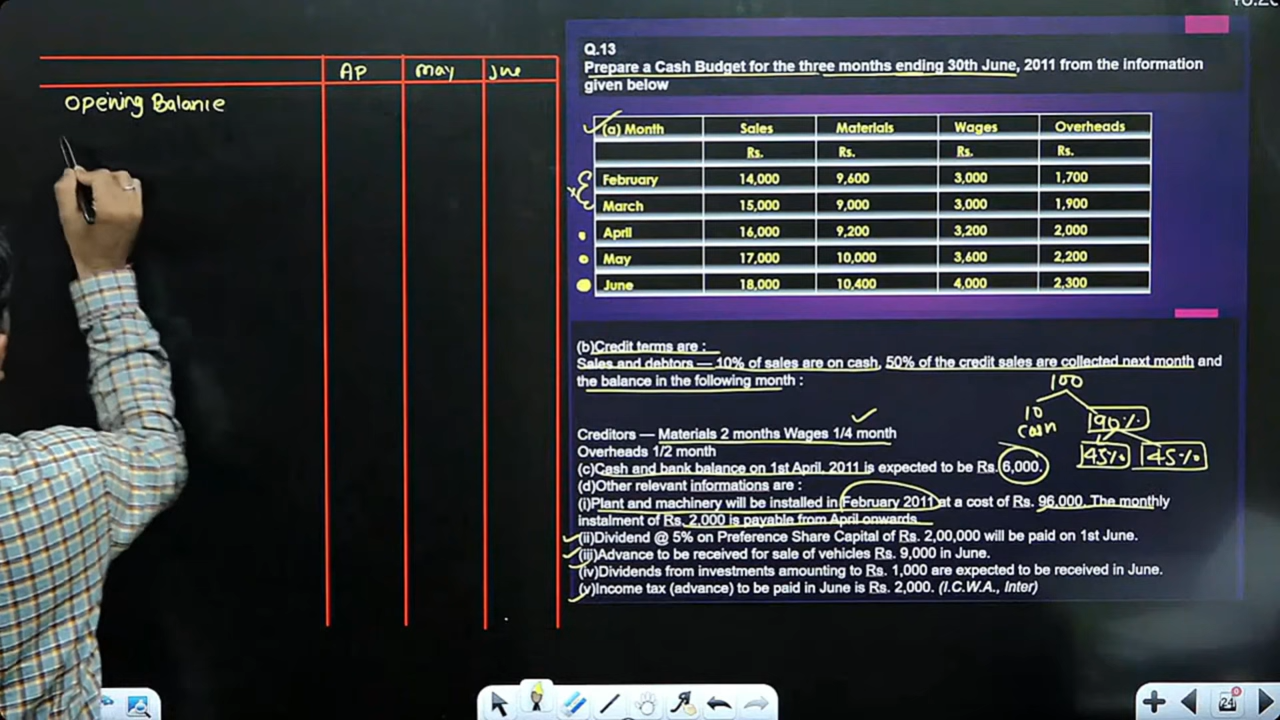 AP May June
Opening Balance
Q.13
Prepare a Cash Budget for the three months ending 30th June, 2011 from the information
given below
(a) Month Sales Materials Wages Overheads
Rs. Rs. Rs. Rs.
February 14,000 9,600 3,000 1,700
March 15,000 9,000 3,000 1,900
April 16,000 9,200 3,200 2,000
May 17,000 10,000 3,600 2,200
June 18,000 10,400 4,000 2,300
(b)Credit terms are :
Sales and debtors — 10% of sales are on cash, 50% of the credit sales are collected next month and
the balance in the following month :
100
10 90%
cash
45% 45%
Creditors — Materials 2 months Wages 1/4 month
Overheads 1/2 month
(c)Cash and bank balance on 1st April, 2011 is expected to be Rs. 6,000.
(d)Other relevant informations are :
(i)Plant and machinery will be installed in February 2011 at a cost of Rs. 96,000. The monthly
instalment of Rs. 2,000 is payable from April onwards
(ii)Dividend @ 5% on Preference Share Capital of Rs. 2,00,000 will be paid on 1st June.
(iii)Advance to be received for sale of vehicles Rs. 9,000 in June.
(iv)Dividends from investments amounting to Rs. 1,000 are expected to be received in June.
(v)Income tax (advance) to be paid in June is Rs. 2,000. (I.C.W.A., Inter)
24